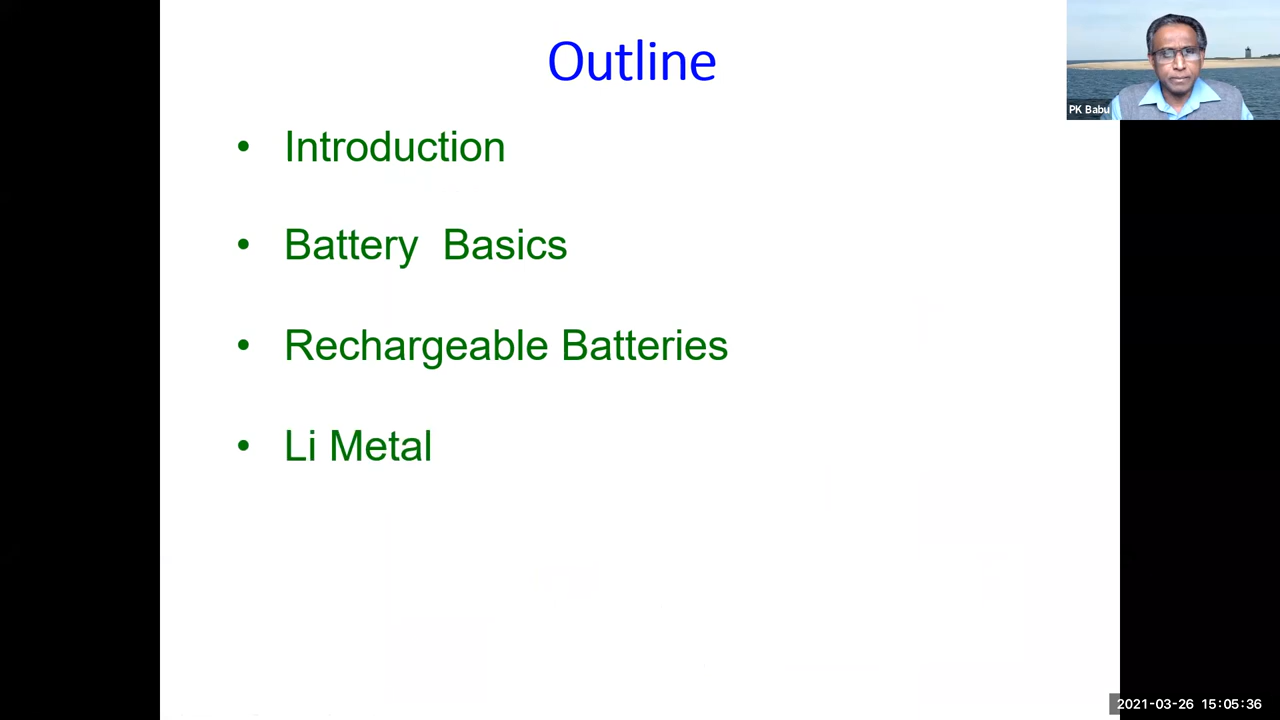 Outline
• Introduction
• Battery  Basics
• Rechargeable Batteries
• Li Metal
PK Babu
2021-03-26 15:05:36